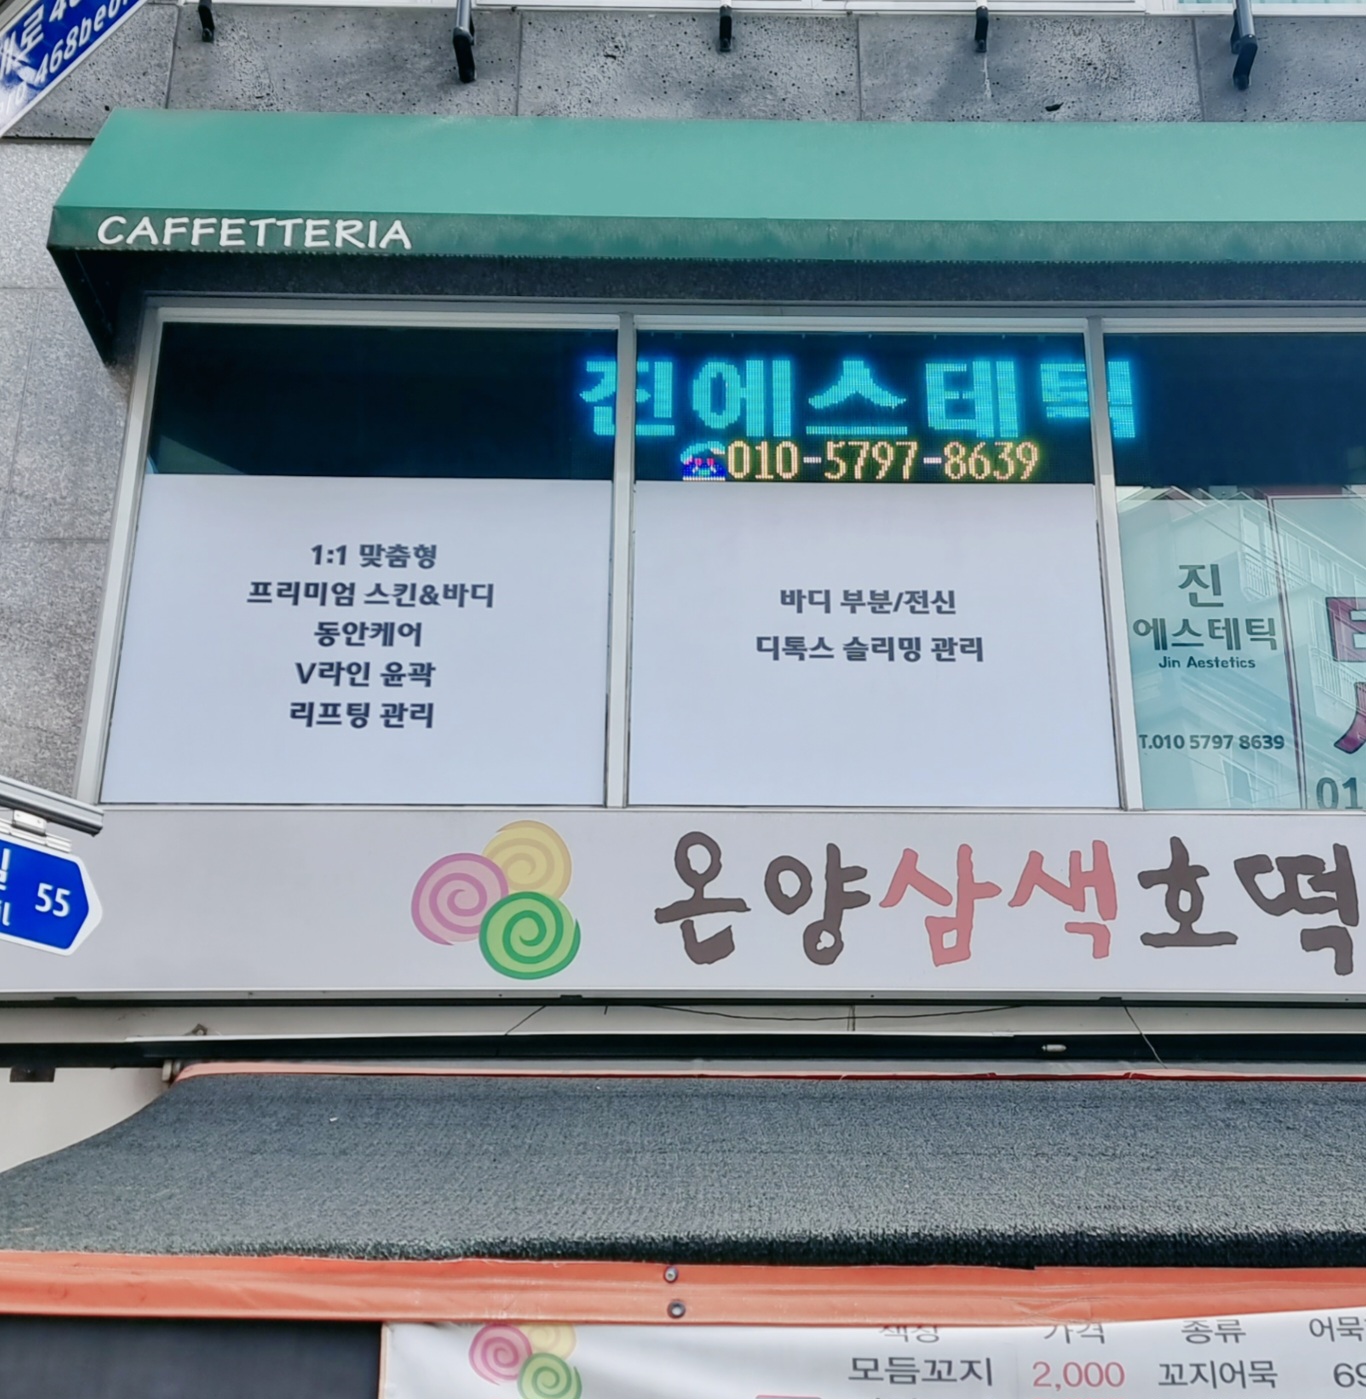 468beon
CAFFETTERIA
진에스테틱
010-5797-8639
1:1 맞춤형
프리미엄 스킨&바디
동안케어
V라인 윤곽
리프팅 관리
바디 부분/전신
디톡스 슬리밍 관리
진
에스테틱
Jin Aestetics
T.010 5797 8639
01
55
온양삼색호떡
색상 가격 종류
모듬꼬지 2,000 꼬지어묵